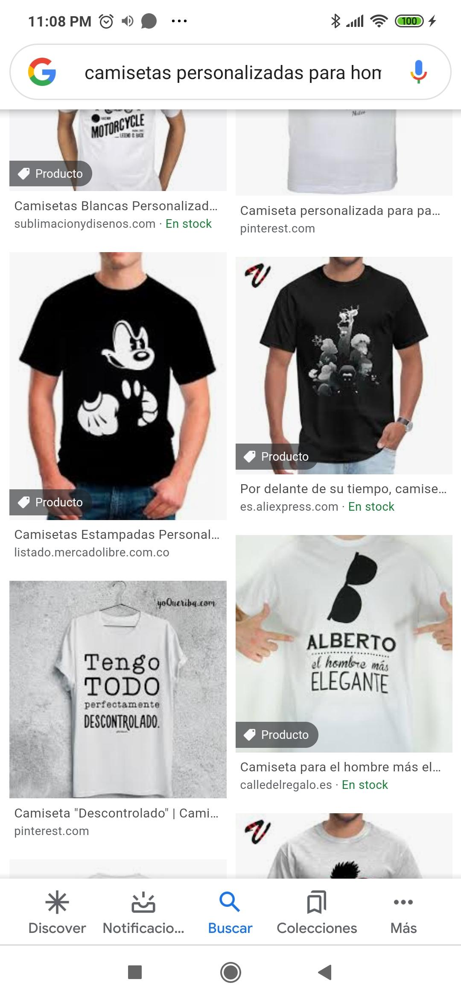 11:08 PM
100
camisetas personalizadas para hom
MOTORCYCLE
LEGEND IS BACK
Producto
Camisetas Blancas Personalizad...
sublimacionydisenos.com · En stock
Camiseta personalizada para pa...
pinterest.com
Producto
Camisetas Estampadas Personal...
listado.mercadolibre.com.co
Producto
Por delante de su tiempo, camise...
es.aliexpress.com · En stock
yoQueriba.com
Tengo
TODO
perfectamente
DESCONTROLADO.
Camiseta "Descontrolado" | Cami...
pinterest.com
ALBERTO
el hombre más
ELEGANTE
Producto
Camiseta para el hombre más el...
calledelregalo.es · En stock
Discover
Notificacio...
Buscar
Colecciones
Más